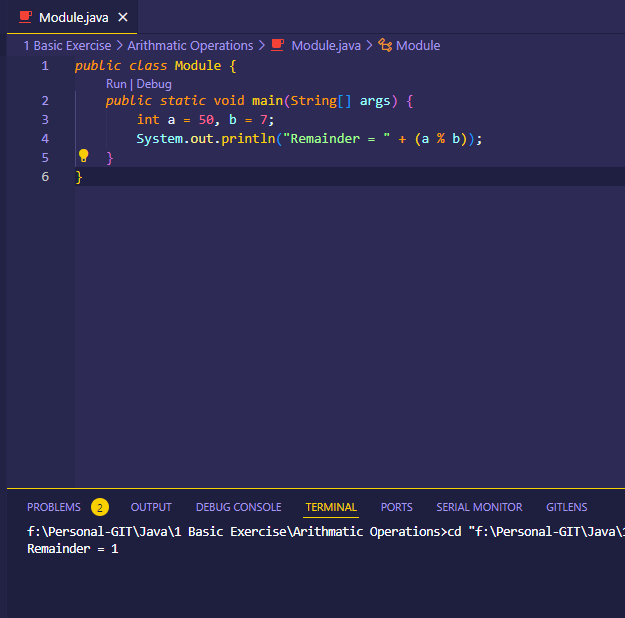 Module.java
1 Basic Exercise > Arithmatic Operations > Module.java > Module
1 public class Module {
Run | Debug
2 public static void main(String[] args) {
3 int a = 50, b = 7;
4 System.out.println("Remainder = " + (a % b));
5 }
6 }
PROBLEMS 2 OUTPUT DEBUG CONSOLE TERMINAL PORTS SERIAL MONITOR GITLENS
f:\Personal-GIT\Java\1 Basic Exercise\Arithmatic Operations>cd "f:\Personal-GIT\Java\1
Remainder = 1